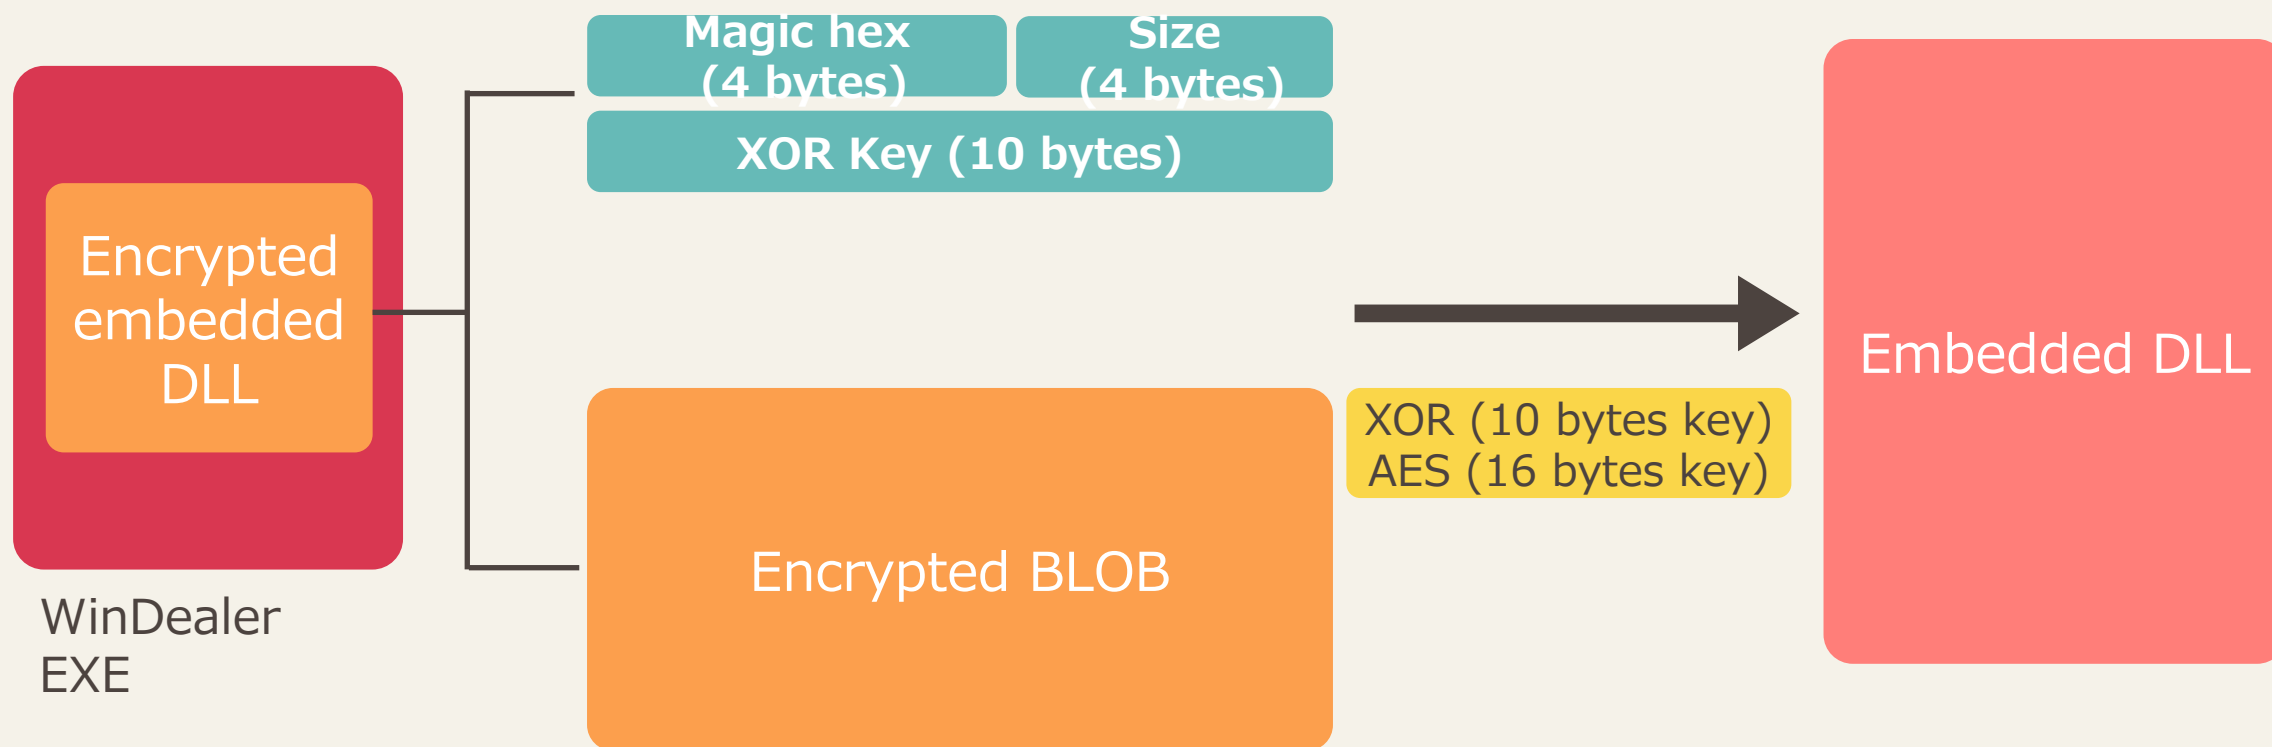 Encrypted
embedded
DLL
WinDealer
EXE
Magic hex
(4 bytes)
Size
(4 bytes)
XOR Key (10 bytes)
Encrypted BLOB
XOR (10 bytes key)
AES (16 bytes key)
Embedded DLL